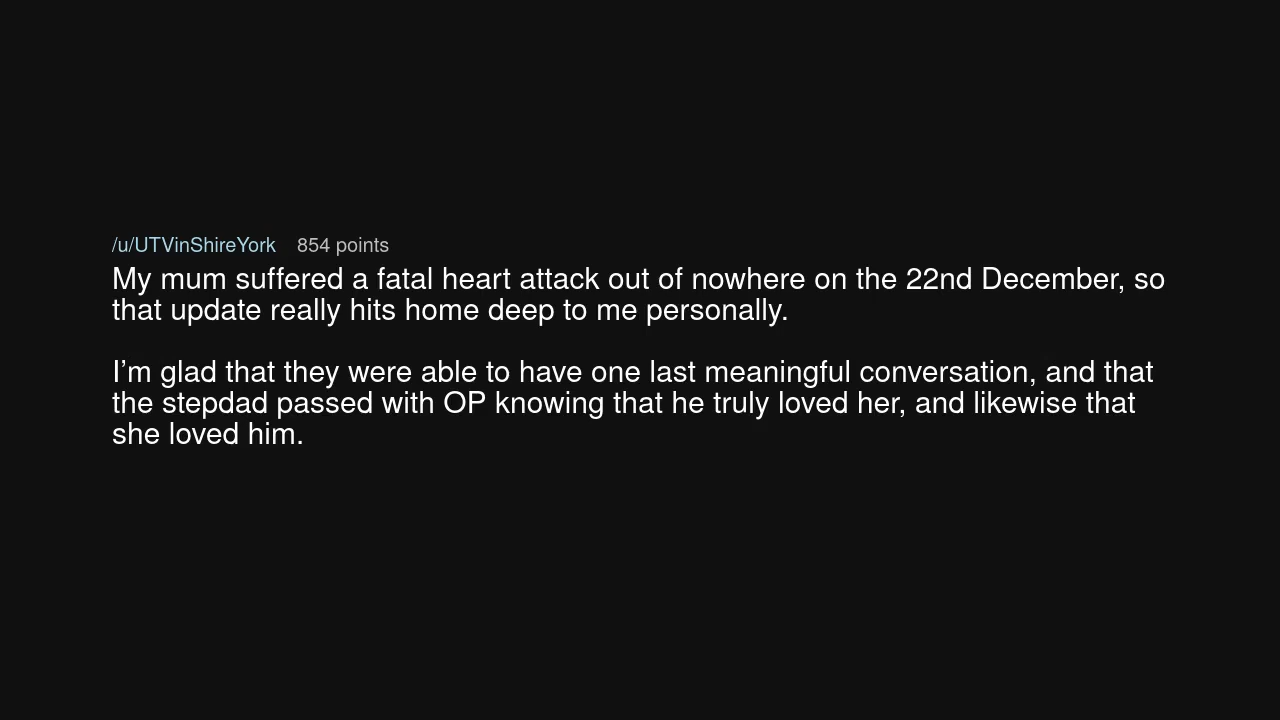 /u/UTVinShireYork 854 points
My mum suffered a fatal heart attack out of nowhere on the 22nd December, so
that update really hits home deep to me personally.
I’m glad that they were able to have one last meaningful conversation, and that
the stepdad passed with OP knowing that he truly loved her, and likewise that
she loved him.